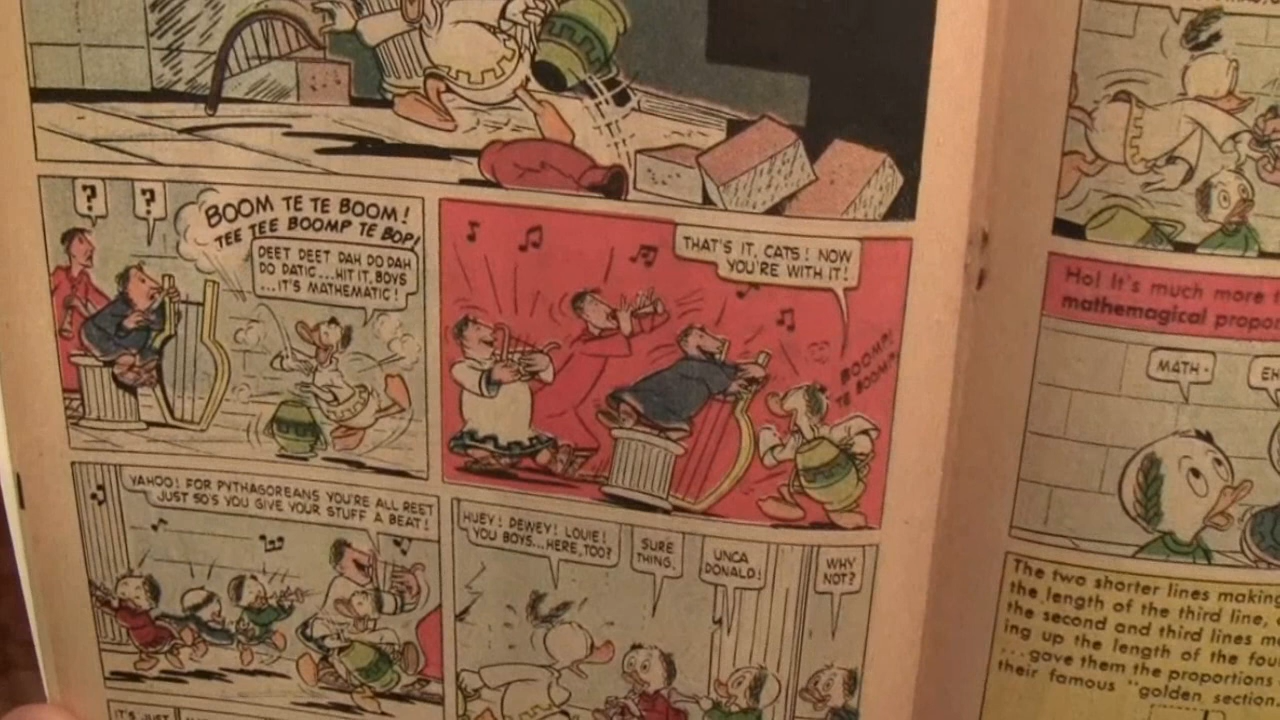 ?
?
BOOM TE TE BOOM!
TEE TEE BOOMP TE BOP!
DEET DEET DAH DO DAH
DO DATIC...HIT IT, BOYS
...IT'S MATHEMATIC!
THAT'S IT, CATS! NOW
YOU'RE WITH IT!
BOOMP!
TE BOOMP!
YAHOO! FOR PYTHAGOREANS YOU'RE ALL REET
JUST SO'S YOU GIVE YOUR STUFF A BEAT!
HUEY! DEWEY! LOUIE!
YOU BOYS...HERE, TOO?
SURE
THING,
UNCA
DONALD!
WHY
NOT?
IT'S JUST
Ho! It's much more
mathemagical
MATH-
EH
The two shorter lines making
the length of the third line,
the second and third lines
ing up the length of the
...gave them the proportions
their famous "golden section